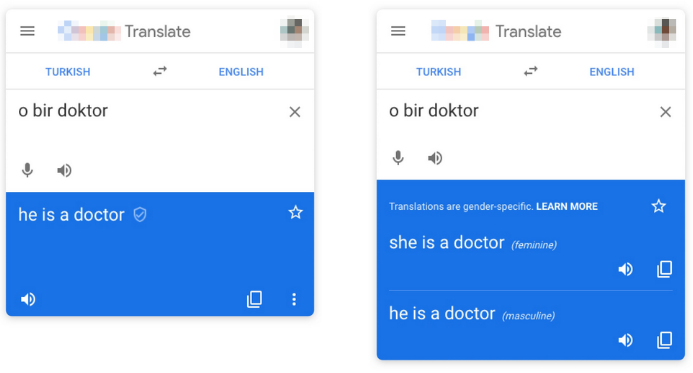 Translate
TURKISH ENGLISH
o bir doktor
he is a doctor
Translate
TURKISH ENGLISH
o bir doktor
Translations are gender-specific. LEARN MORE
she is a doctor (feminine)
he is a doctor (masculine)